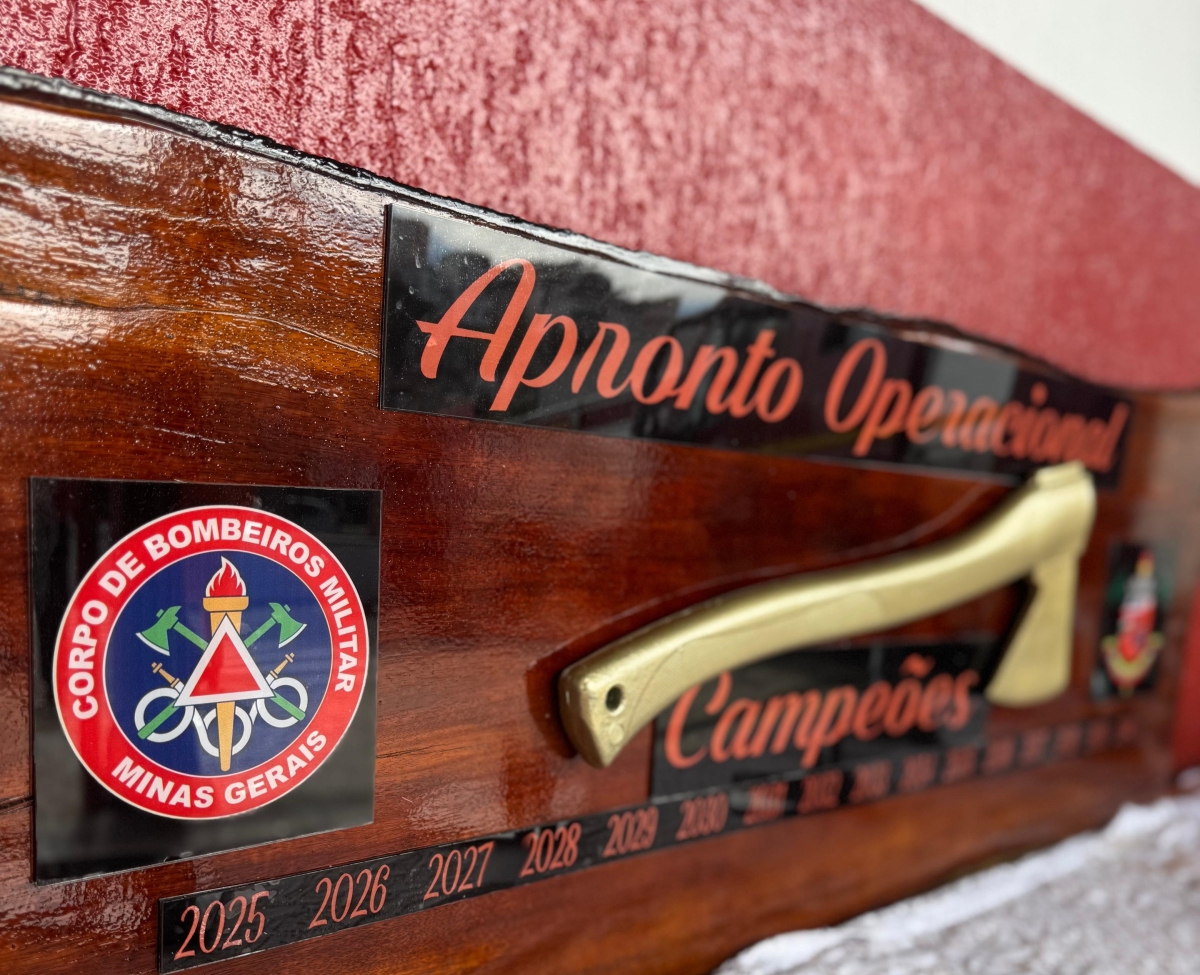 Apronto Operacional
CORPO DE BOMBEIROS MILITAR
MINAS GERAIS
Campeões
2025 2026 2027 2028 2029 2030